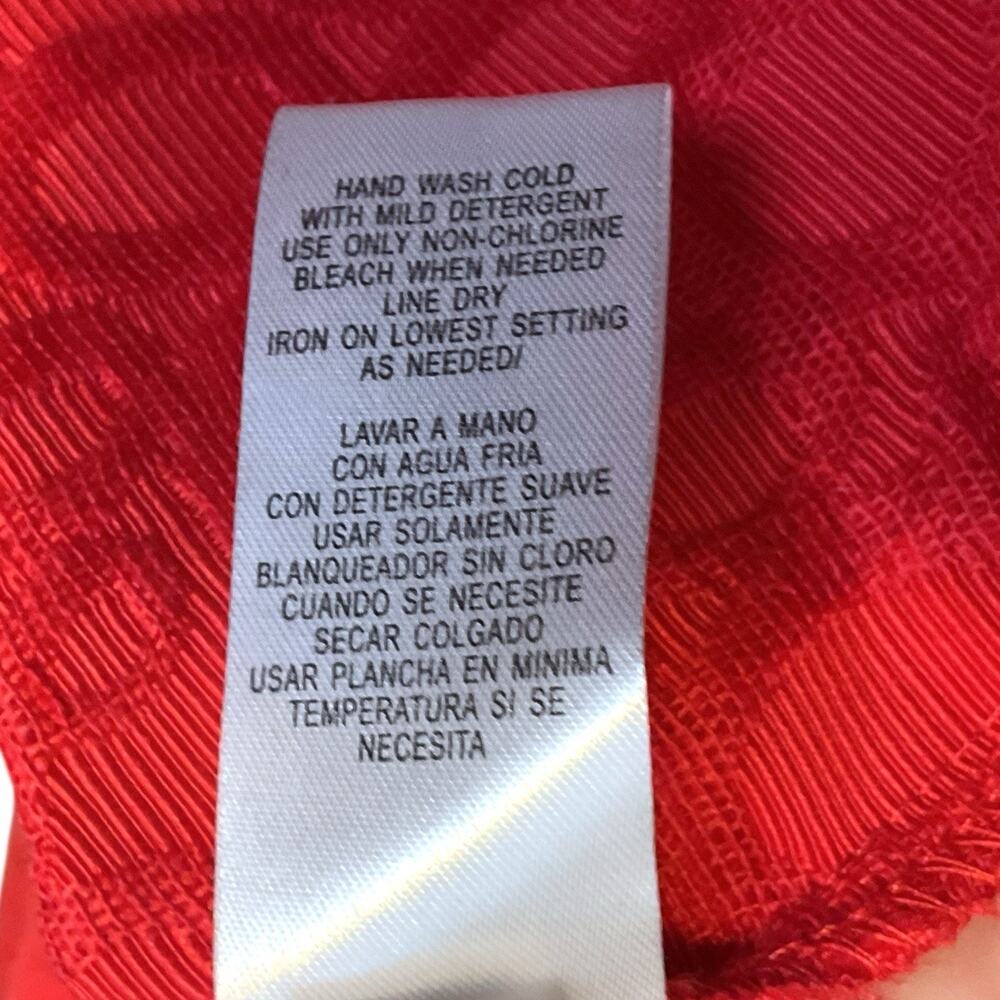 HAND WASH COLD
WITH MILD DETERGENT
USE ONLY NON-CHLORINE
BLEACH WHEN NEEDED
LINE DRY
IRON ON LOWEST SETTING
AS NEEDED/
LAVAR A MANO
CON AGUA FRIA
CON DETERGENTE SUAVE
USAR SOLAMENTE
BLANQUEADOR SIN CLORO
CUANDO SE NECESITE
SECAR COLGADO
USAR PLANCHA EN MINIMA
TEMPERATURA SI SE
NECESITA